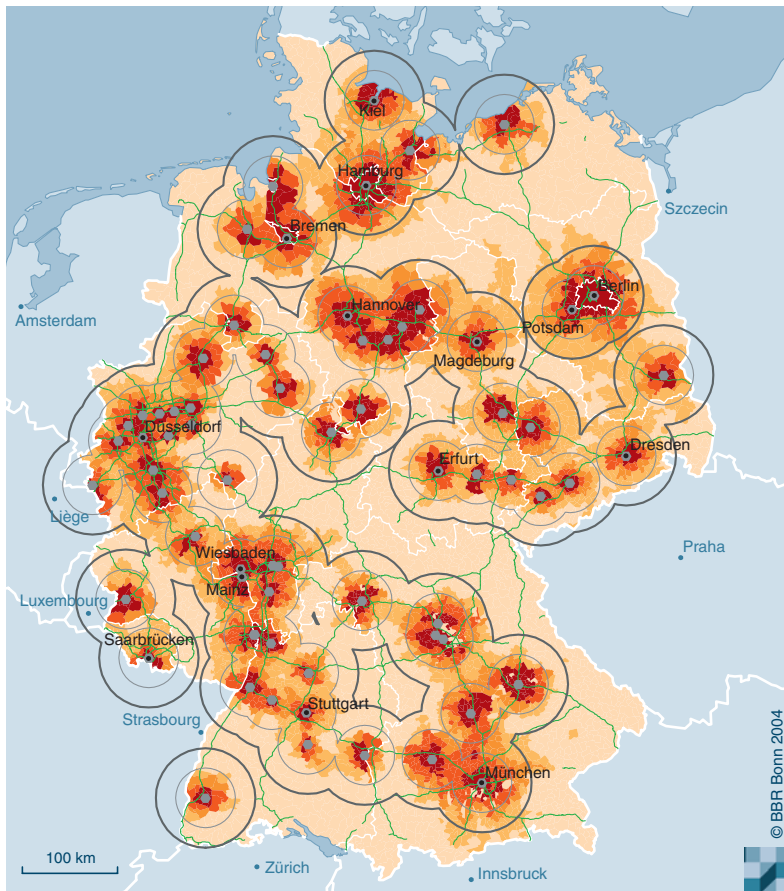 Kiel
Hamburg
Szczecin
Bremen
Berlin
Amsterdam
Hannover
Potsdam
Magdeburg
Düsseldorf
Dresden
Erfurt
Liège
Praha
Wiesbaden
Mainz
Luxembourg
Saarbrücken
Stuttgart
Strasbourg
München
100 km
Zürich
Innsbruck
© BBR Bonn 2004